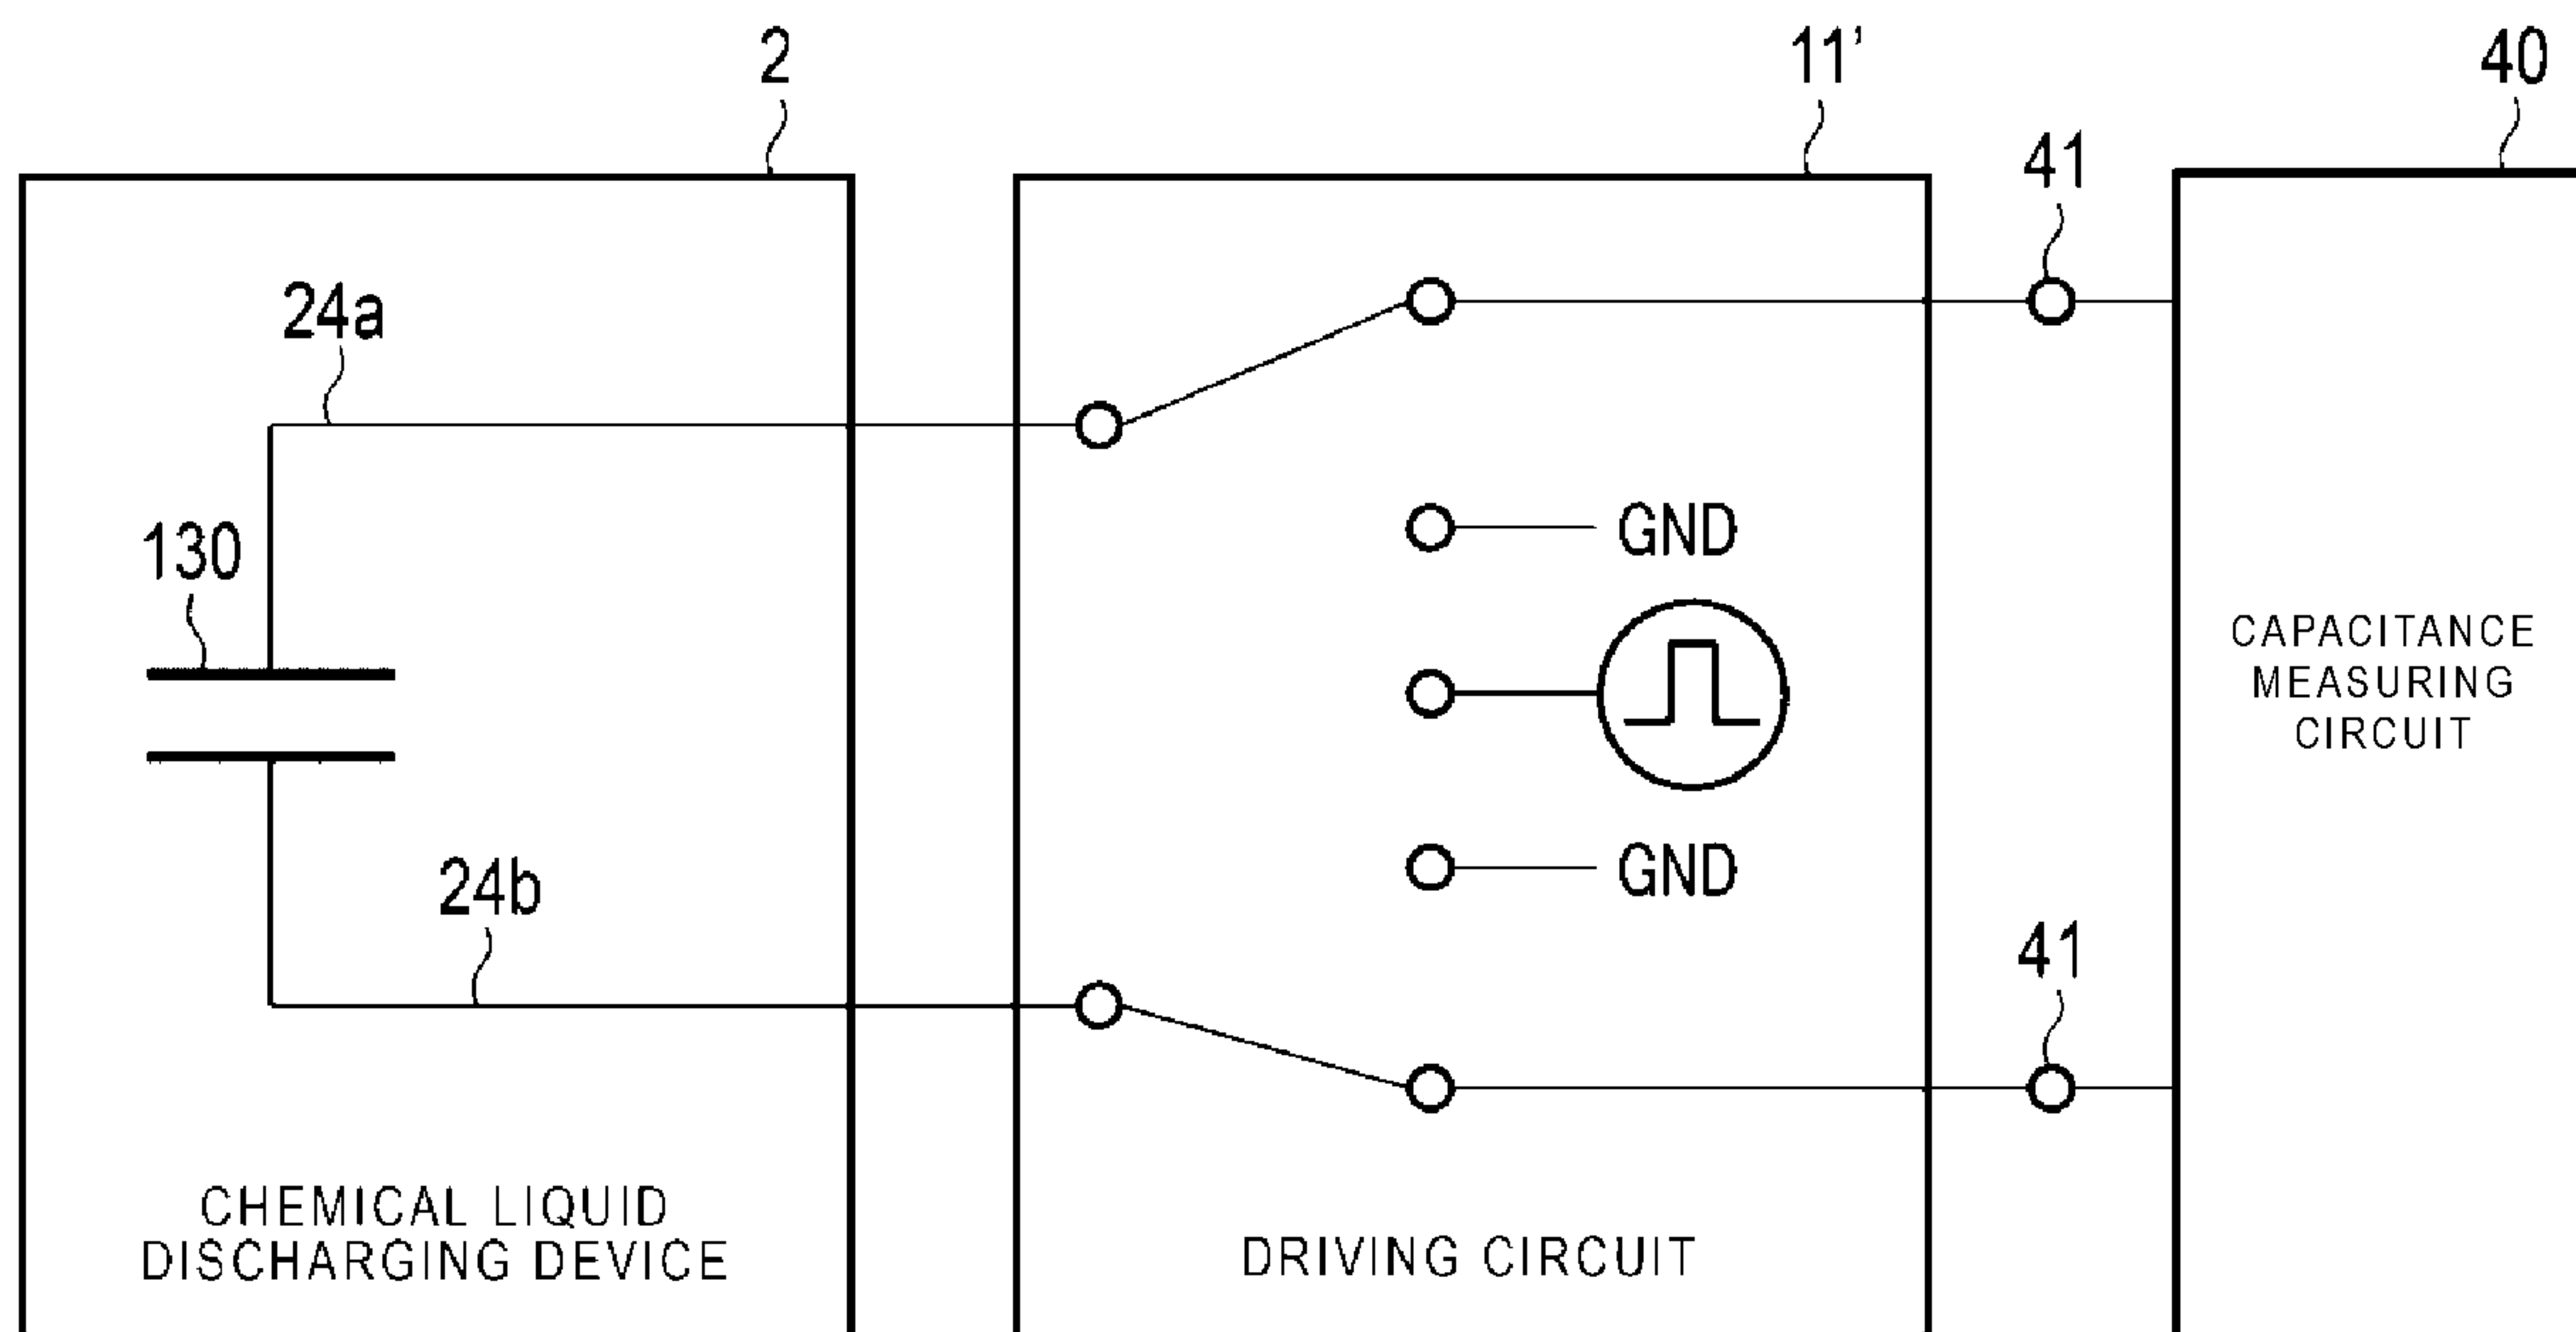 2
11'
40
41
24a
GND
130
CAPACITANCE
MEASURING
CIRCUIT
24b
GND
41
CHEMICAL LIQUID
DISCHARGING DEVICE
DRIVING CIRCUIT